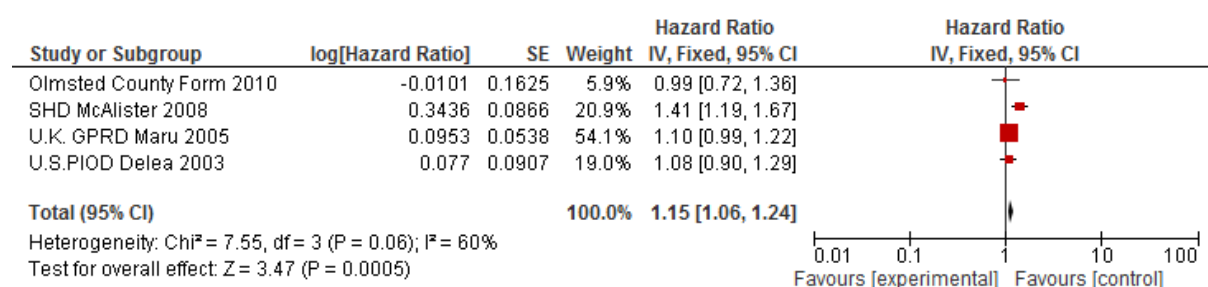 Hazard Ratio Hazard Ratio
Study or Subgroup log[Hazard Ratio] SE Weight IV, Fixed, 95% CI IV, Fixed, 95% CI
Olmsted County Form 2010 -0.0101 0.1625 5.9% 0.99 [0.72, 1.36]
SHD McAlister 2008 0.3436 0.0866 20.9% 1.41 [1.19, 1.67]
U.K. GPRD Maru 2005 0.0953 0.0538 54.1% 1.10 [0.99, 1.22]
U.S.PIOD Delea 2003 0.077 0.0907 19.0% 1.08 [0.90, 1.29]
Total (95% CI) 100.0% 1.15 [1.06, 1.24]
Heterogeneity: Chi² = 7.55, df = 3 (P = 0.06); I² = 60%
Test for overall effect: Z = 3.47 (P = 0.0005)
0.01 0.1 1 10 100
Favours [experimental] Favours [control]